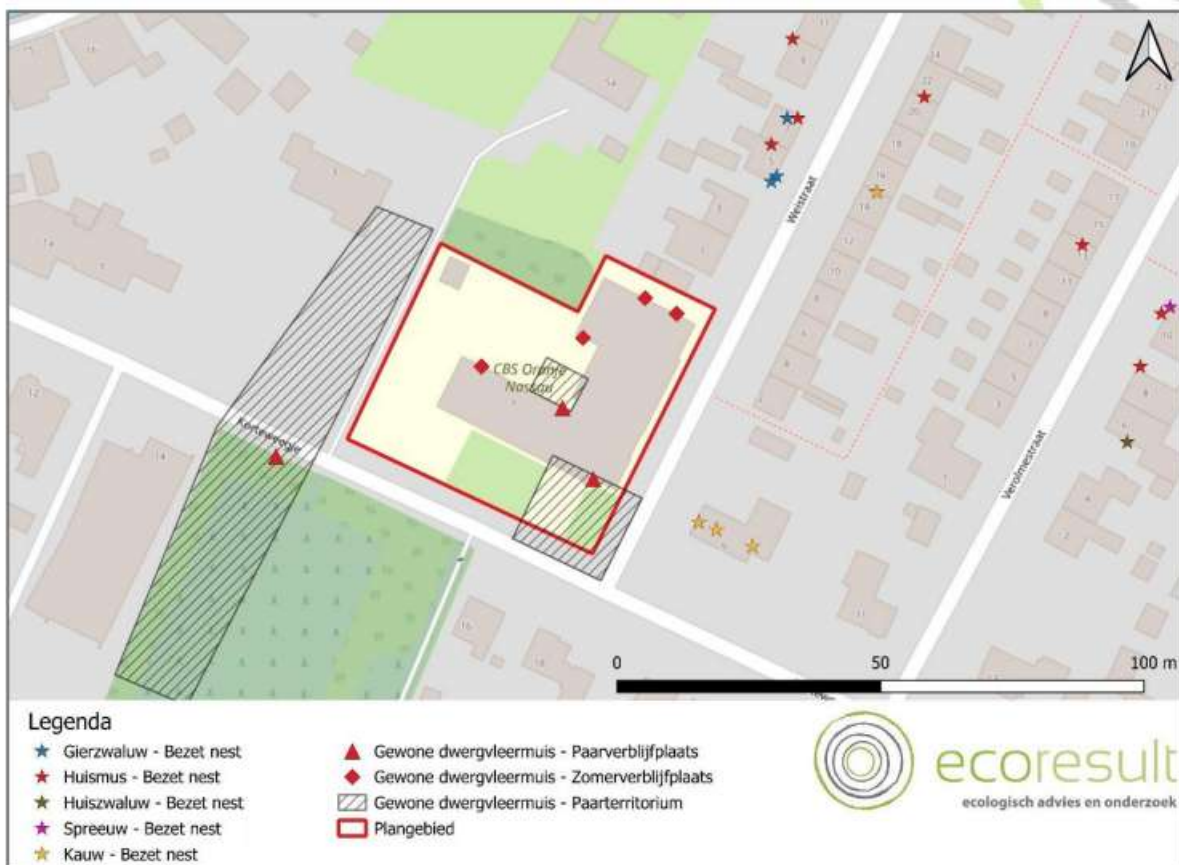 Weistraat
CBS Oranje
Nassau
Korteweegje
Verolmestraat
0 50 100 m
Legenda
Gierzwaluw - Bezet nest
Huismus - Bezet nest
Huiszwaluw - Bezet nest
Spreeuw - Bezet nest
Kauw - Bezet nest
Gewone dwergvleermuis - Paarverblijfplaats
Gewone dwergvleermuis - Zomerverblijfplaats
Gewone dwergvleermuis - Paarterritorium
Plangebied
ecoresult
ecologisch advies en onderzoek